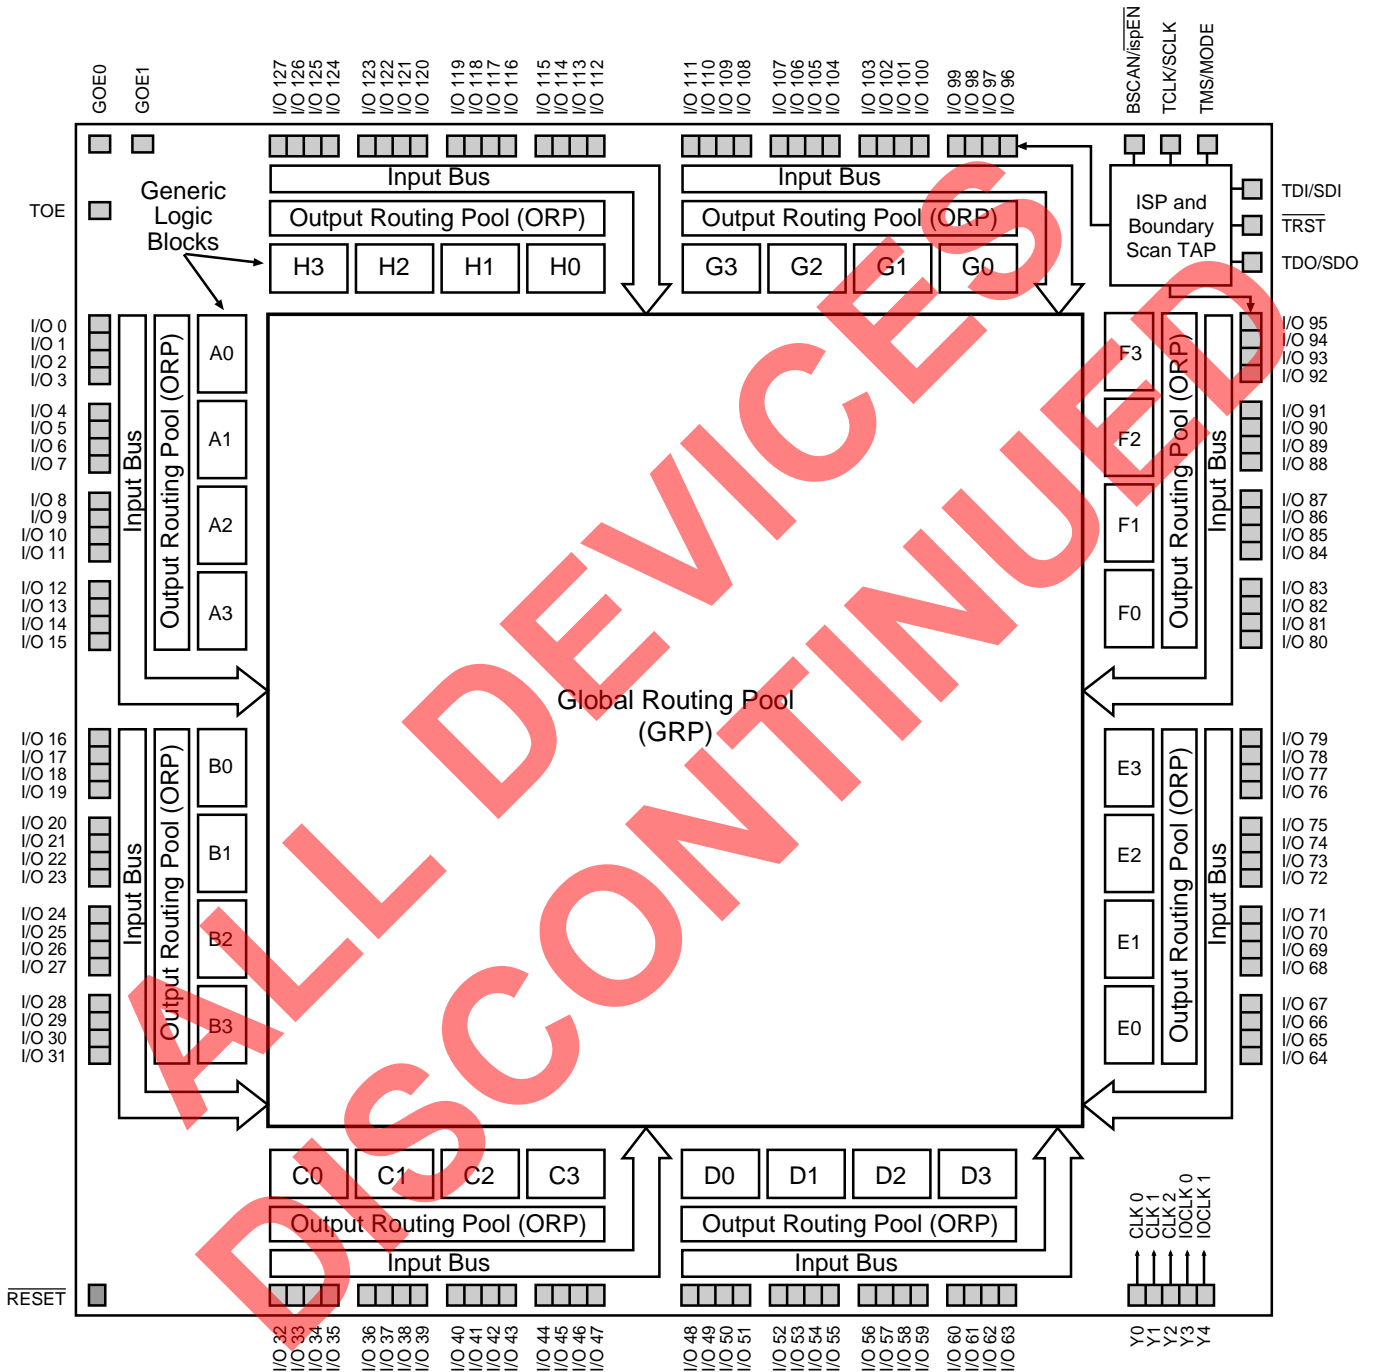 GOE0
GOE1
I/O 127
I/O 126
I/O 125
I/O 124
I/O 123
I/O 122
I/O 121
I/O 120
I/O 119
I/O 118
I/O 117
I/O 116
I/O 115
I/O 114
I/O 113
I/O 112
I/O 111
I/O 110
I/O 109
I/O 108
I/O 107
I/O 106
I/O 105
I/O 104
I/O 103
I/O 102
I/O 101
I/O 100
I/O 99
I/O 98
I/O 97
I/O 96
BSCAN/ispEN
TCLK/SCLK
TMS/MODE
TOE
Generic
Logic
Blocks
Input Bus
Output Routing Pool (ORP)
H3
H2
H1
H0
Input Bus
Output Routing Pool (ORP)
G3
G2
G1
G0
ISP and
Boundary
Scan TAP
TDI/SDI
TRST
TDO/SDO
I/O 0
I/O 1
I/O 2
I/O 3
I/O 4
I/O 5
I/O 6
I/O 7
I/O 8
I/O 9
I/O 10
I/O 11
I/O 12
I/O 13
I/O 14
I/O 15
Input Bus
Output Routing Pool (ORP)
A0
A1
A2
A3
I/O 16
I/O 17
I/O 18
I/O 19
I/O 20
I/O 21
I/O 22
I/O 23
I/O 24
I/O 25
I/O 26
I/O 27
I/O 28
I/O 29
I/O 30
I/O 31
Input Bus
Output Routing Pool (ORP)
B0
B1
B2
B3
Global Routing Pool
(GRP)
ALL DEVICES
DISCONTINUED
F3
F2
F1
F0
Output Routing Pool (ORP)
Input Bus
I/O 95
I/O 94
I/O 93
I/O 92
I/O 91
I/O 90
I/O 89
I/O 88
I/O 87
I/O 86
I/O 85
I/O 84
I/O 83
I/O 82
I/O 81
I/O 80
E3
E2
E1
E0
Output Routing Pool (ORP)
Input Bus
I/O 79
I/O 78
I/O 77
I/O 76
I/O 75
I/O 74
I/O 73
I/O 72
I/O 71
I/O 70
I/O 69
I/O 68
I/O 67
I/O 66
I/O 65
I/O 64
C0
C1
C2
C3
Output Routing Pool (ORP)
Input Bus
D0
D1
D2
D3
Output Routing Pool (ORP)
Input Bus
CLK 0
CLK 1
CLK 2
IOCLK 0
IOCLK 1
RESET
I/O 32
I/O 33
I/O 34
I/O 35
I/O 36
I/O 37
I/O 38
I/O 39
I/O 40
I/O 41
I/O 42
I/O 43
I/O 44
I/O 45
I/O 46
I/O 47
I/O 48
I/O 49
I/O 50
I/O 51
I/O 52
I/O 53
I/O 54
I/O 55
I/O 56
I/O 57
I/O 58
I/O 59
I/O 60
I/O 61
I/O 62
I/O 63
Y0
Y1
Y2
Y3
Y4